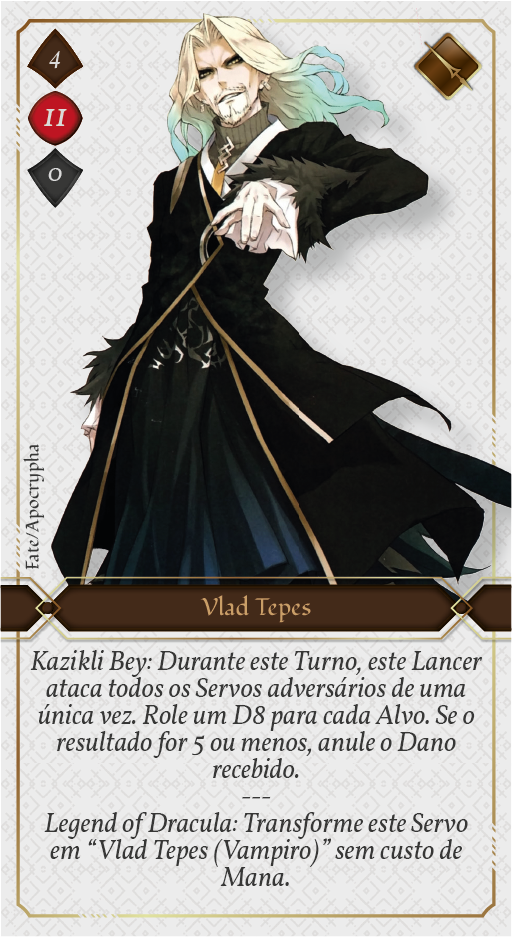 4
II
0
Fate/Apocrypha
Vlad Tepes
Kazikli Bey: Durante este Turno, este Lancer
ataca todos os Servos adversários de uma
única vez. Role um D8 para cada Alvo. Se o
resultado for 5 ou menos, anule o Dano
recebido.
---
Legend of Dracula: Transforme este Servo
em “Vlad Tepes (Vampiro)” sem custo de
Mana.